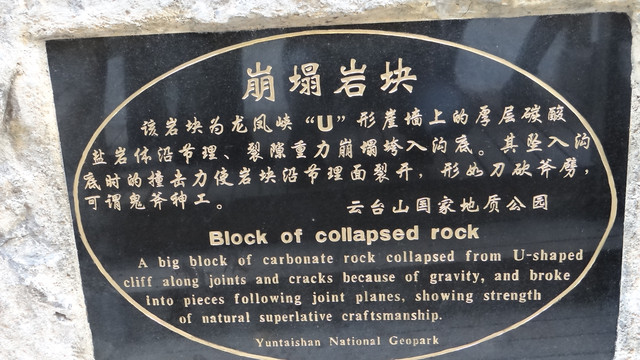 崩塌岩块
该岩块为龙凤峡“U”形崖墙上的厚层碳酸
盐岩体沿节理、裂隙重力崩塌垮入沟底。其坠入沟
底时的撞击力使岩块沿节理面裂开，形如刀砍斧劈，
可谓鬼斧神工。
云台山国家地质公园
Block of collapsed rock
A big block of carbonate rock collapsed from U-shaped
cliff along joints and cracks because of gravity, and broke
into pieces following joint planes, showing strength
of natural superlative craftsmanship.
Yuntaishan National Geopark